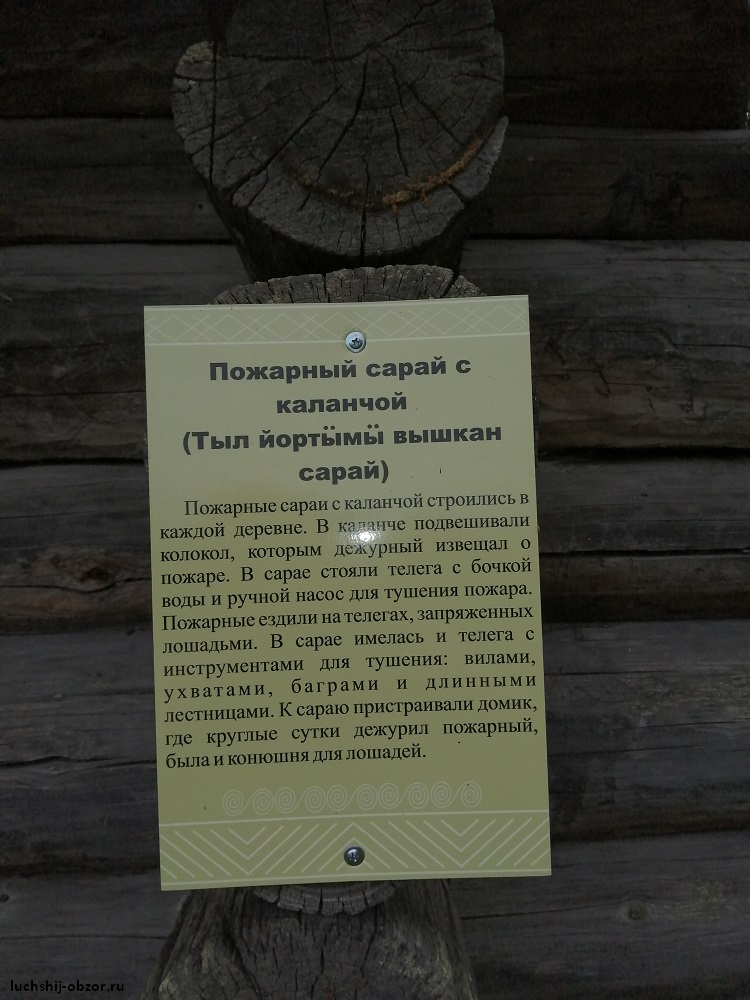 Пожарный сарай с
каланчой
(Тыл йортӹмӹ вышкан
сарай)
Пожарные сараи с каланчой строились в
каждой деревне. В каланче подвешивали
колокол, которым дежурный извещал о
пожаре. В сарае стояли телега с бочкой
воды и ручной насос для тушения пожара.
Пожарные ездили на телегах, запряженных
лошадьми. В сарае имелась и телега с
инструментами для тушения: вилами,
ухватами, баграми и длинными
лестницами. К сараю пристраивали домик,
где круглые сутки дежурил пожарный,
была и конюшня для лошадей.
luchshij-obzor.ru